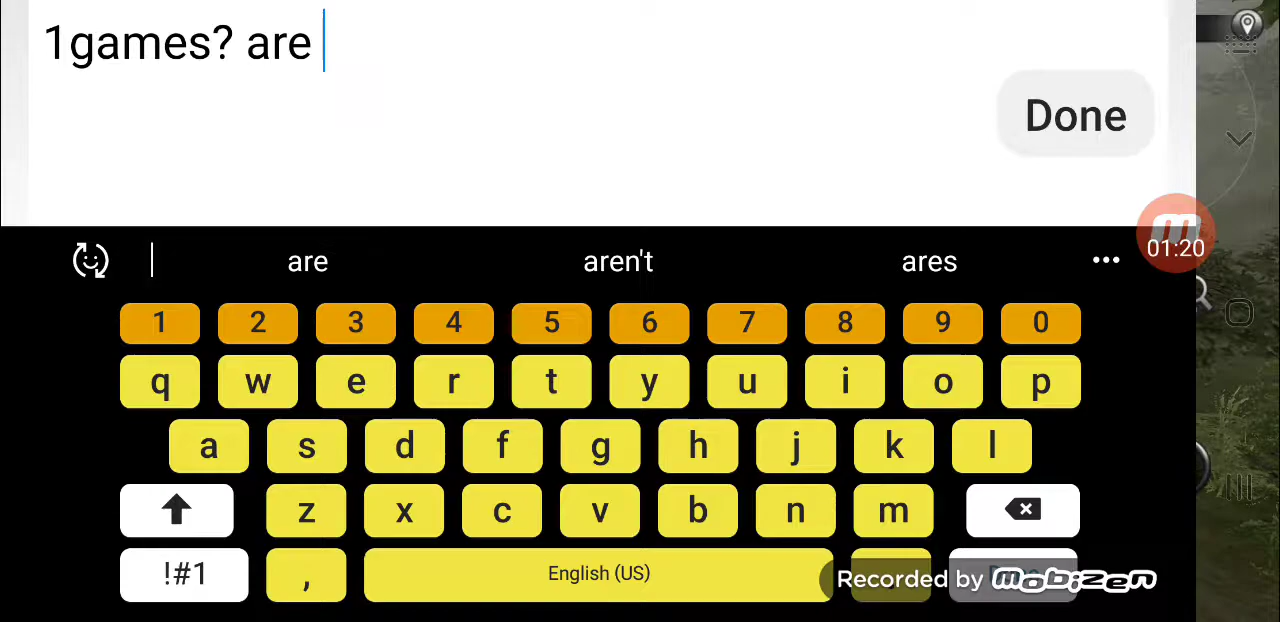 1games? are
Done
01:20
are aren't ares
1 2 3 4 5 6 7 8 9 0
q w e r t y u i o p
a s d f g h j k l
z x c v b n m
!#1 , English (US)
Recorded by mobizen